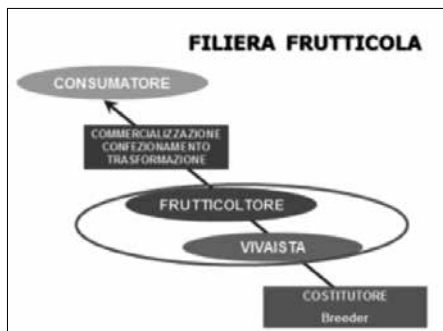 FILIERA FRUTTICOLA
CONSUMATORE
COMMERCIALIZZAZIONE
CONFEZIONAMENTO
TRASFORMAZIONE
FRUTTICOLTORE
VIVAISTA
COSTITUTORE
Breeder